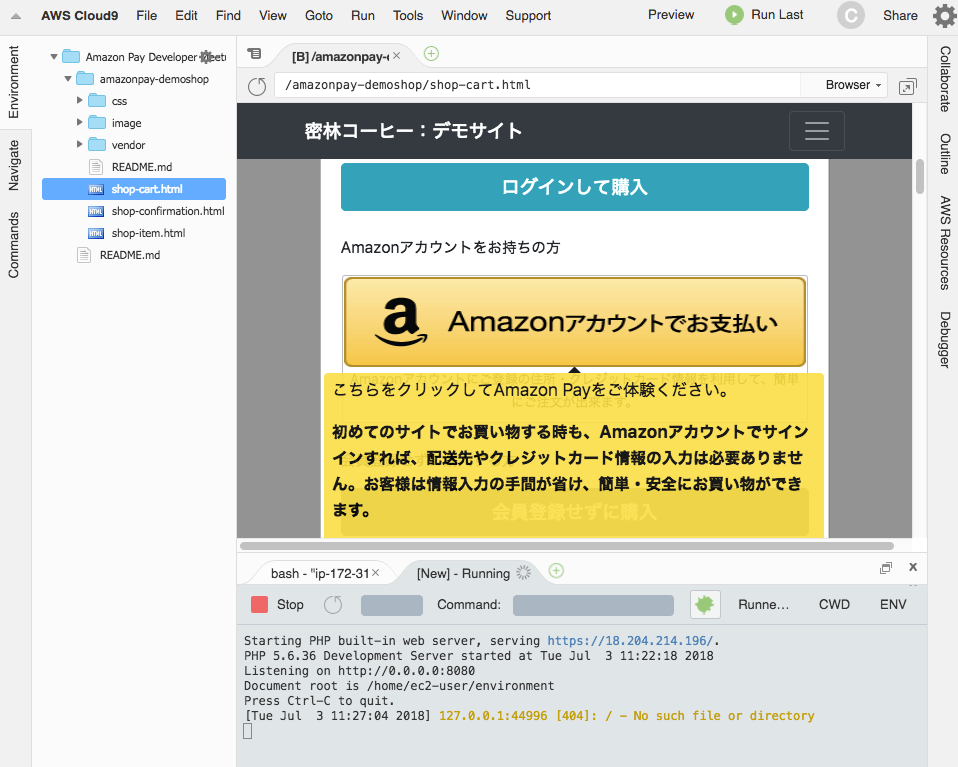 AWS Cloud9 File Edit Find View Goto Run Tools Window Support Preview Run Last C Share
Environment
Navigate
Commands
Amazon Pay Developer
amazonpay-demoshop
css
image
vendor
README.md
shop-cart.html
shop-confirmation.html
shop-item.html
README.md
[B] /amazonpay-
/amazonpay-demoshop/shop-cart.html Browser
密林コーヒー：デモサイト
ログインして購入
Amazonアカウントをお持ちの方
a Amazonアカウントでお支払い
Amazonアカウントにご登録の住所・クレジットカード情報を利用して、簡単
にご注文が出来ます。
こちらをクリックしてAmazon Payをご体験ください。
初めてのサイトでお買い物する時も、Amazonアカウントでサイン
インすれば、配送先やクレジットカード情報の入力は必要ありませ
ん。お客様は情報入力の手間が省け、簡単・安全にお買い物ができ
ます。
会員登録せずに購入
Collaborate
Outline
AWS Resources
Debugger
bash - "ip-172-31 [New] - Running
Stop Command: Runne… CWD ENV
Starting PHP built-in web server, serving https://18.204.214.196/.
PHP 5.6.36 Development Server started at Tue Jul  3 11:22:18 2018
Listening on http://0.0.0.0:8080
Document root is /home/ec2-user/environment
Press Ctrl-C to quit.
[Tue Jul  3 11:27:04 2018] 127.0.0.1:44996 [404]: / - No such file or directory